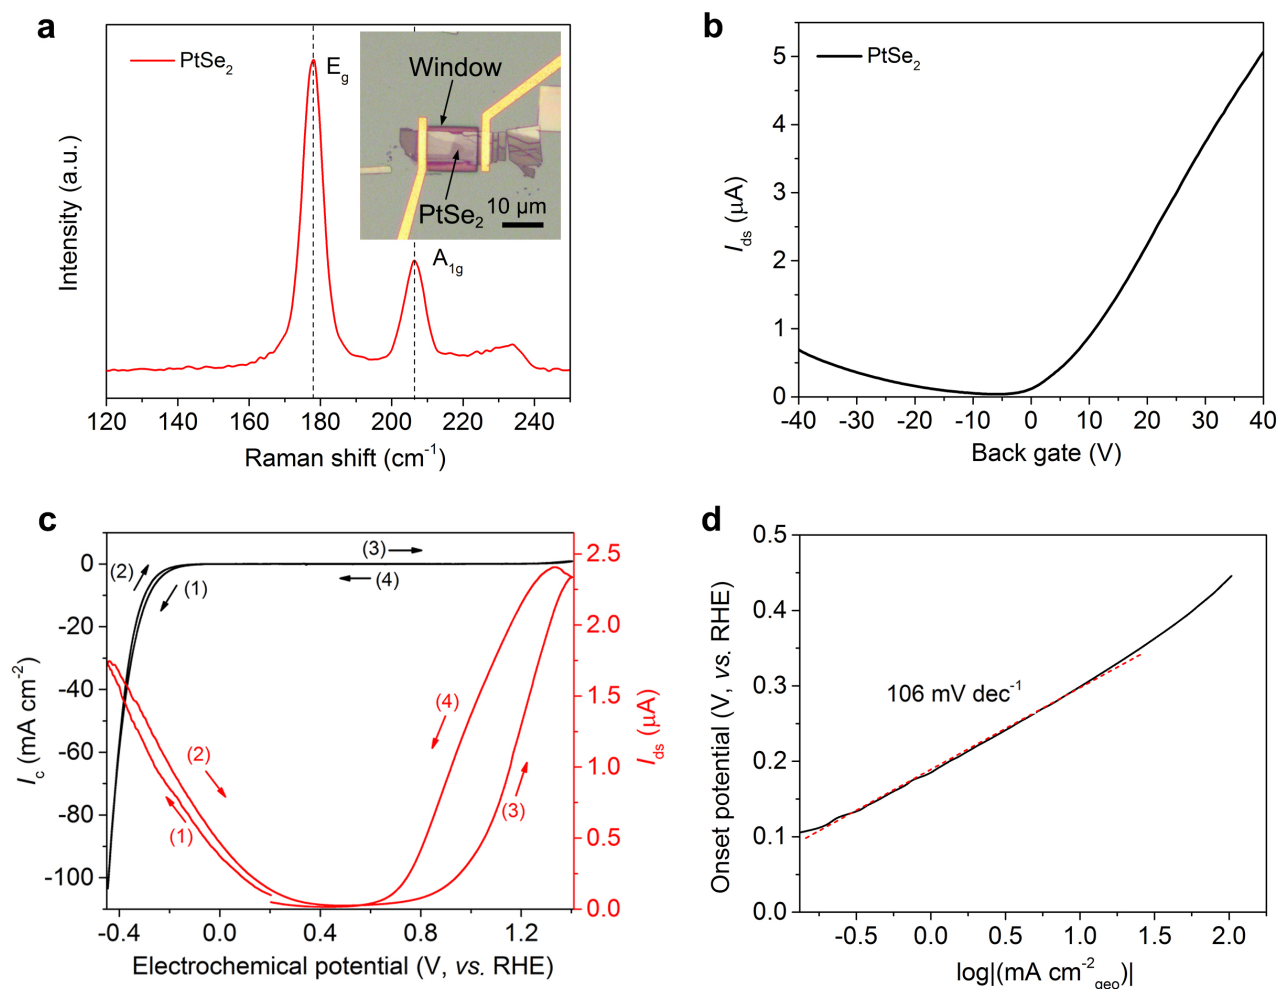 a
PtSe2
Eg
Window
PtSe2
10 μm
A1g
Intensity (a.u.)
120 140 160 180 200 220 240
Raman shift (cm-1)
b
PtSe2
5
4
3
2
1
0
Ids (μA)
-40 -30 -20 -10 0 10 20 30 40
Back gate (V)
c
0
-20
-40
-60
-80
-100
Ic (mA cm-2)
(3)
(4)
(2)
(1)
(4)
(2)
(3)
(1)
2.5
2.0
1.5
1.0
0.5
0.0
Ids (μA)
-0.4 0.0 0.4 0.8 1.2
Electrochemical potential (V, vs. RHE)
d
0.5
0.4
0.3
0.2
0.1
0.0
Onset potential (V, vs. RHE)
106 mV dec-1
-0.5 0.0 0.5 1.0 1.5 2.0
log|(mA cm-2geo)|